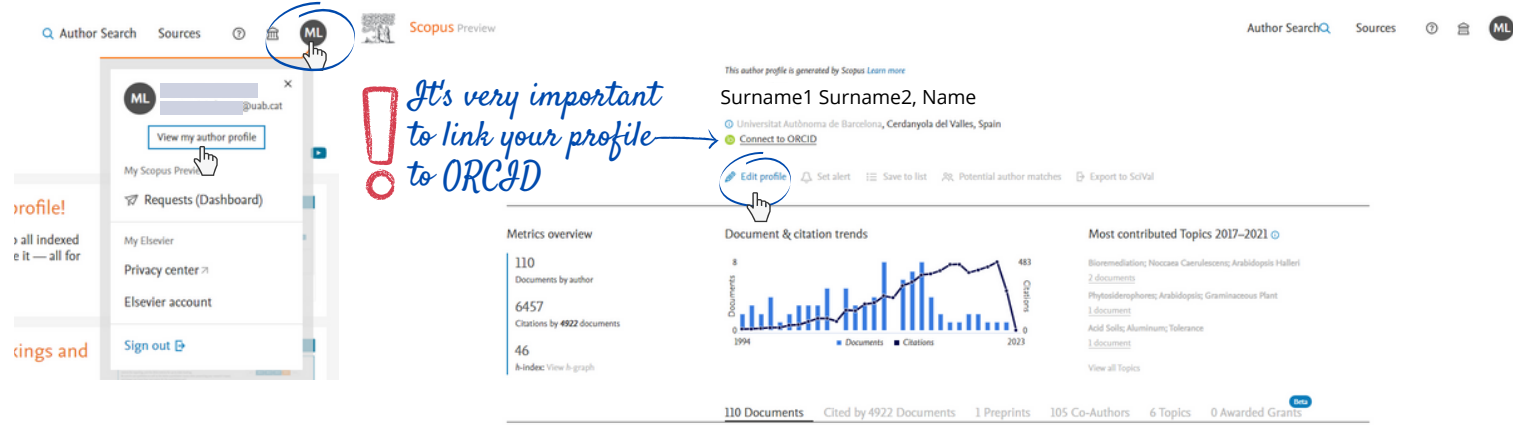 Author Search Sources
ML
ML
@uab.cat
View my author profile
My Scopus Previe
Requests (Dashboard)
My Elsevier
Privacy center
Elsevier account
Sign out
profile!
all indexed
e it — all for
kings and
Scopus Preview
Author Search Sources
ML
It's very important
to link your profile
to ORCID
This author profile is generated by Scopus Learn more
Surname1 Surname2, Name
Universitat Autònoma de Barcelona, Cerdanyola del Valles, Spain
Connect to ORCID
Edit profile Set alert Save to list Potential author matches Export to SciVal
Metrics overview
110
Documents by author
6457
Citations by 4922 documents
46
h-index: View h-graph
Document & citation trends
8
483
Documents
Citations
0
0
1994
2023
Documents Citations
Most contributed Topics 2017–2021
Bioremediation; Noccaea Caerulescens; Arabidopsis Halleri
2 documents
Phytosiderophores; Arabidopsis; Graminaceous Plant
1 document
Acid Soils; Aluminum; Tolerance
1 document
View all Topics
Beta
110 Documents Cited by 4922 Documents 1 Preprints 105 Co-Authors 6 Topics 0 Awarded Grants